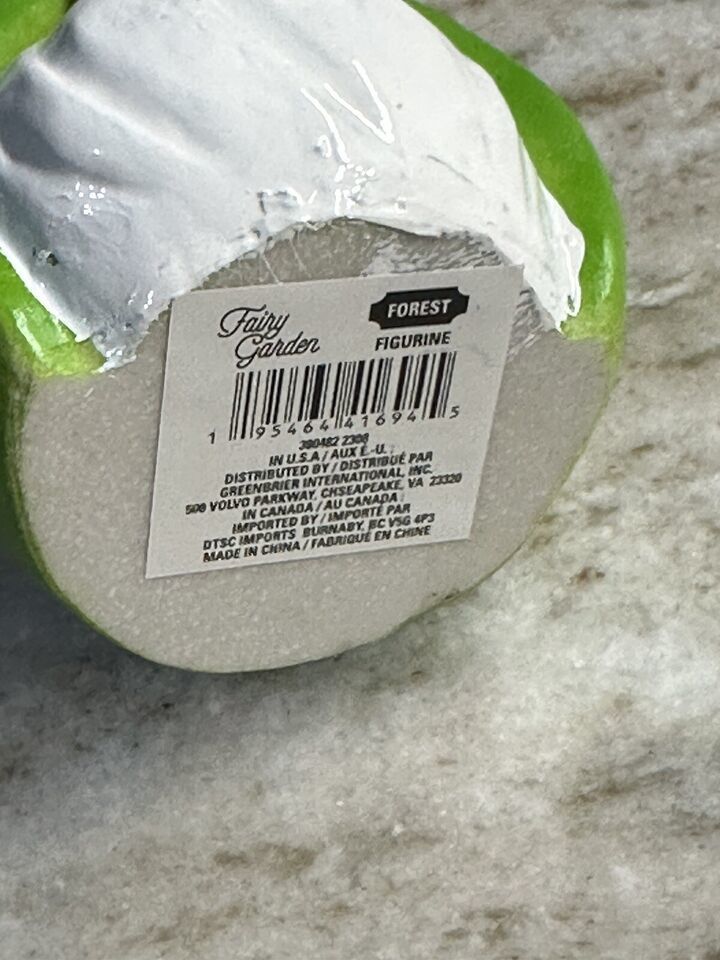 Fairy
Garden
FOREST
FIGURINE
1 95464 41694 5
380482 2308
IN U.S.A / AUX É.-U. :
DISTRIBUTED BY / DISTRIBUÉ PAR
GREENBRIER INTERNATIONAL, INC.
500 VOLVO PARKWAY, CHSEAPEAKE, VA 23320
IN CANADA / AU CANADA :
IMPORTED BY / IMPORTÉ PAR
DTSC IMPORTS BURNABY, BC V5G 4P3
MADE IN CHINA / FABRIQUÉ EN CHINE